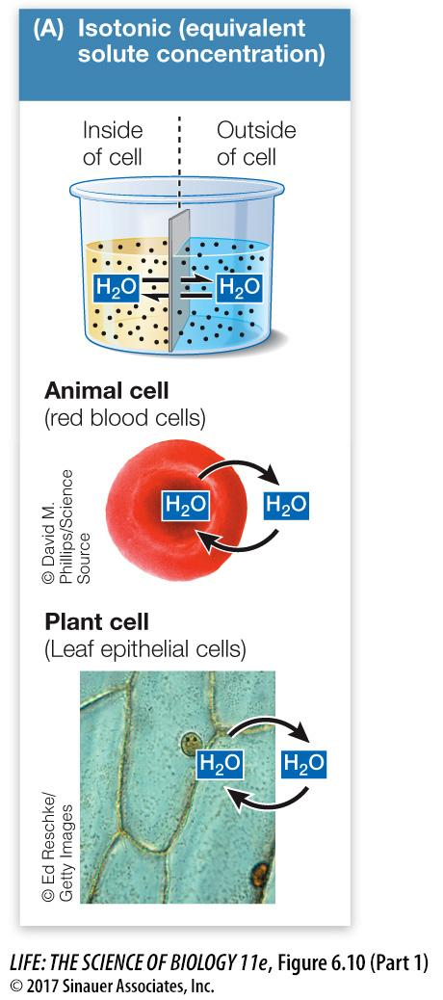 (A) Isotonic (equivalent
solute concentration)
Inside
of cell
Outside
of cell
H₂O
H₂O
Animal cell
(red blood cells)
© David M.
Phillips/Science
Source
H₂O
H₂O
Plant cell
(Leaf epithelial cells)
© Ed Reschke/
Getty Images
H₂O
H₂O
LIFE: THE SCIENCE OF BIOLOGY 11e, Figure 6.10 (Part 1)
© 2017 Sinauer Associates, Inc.